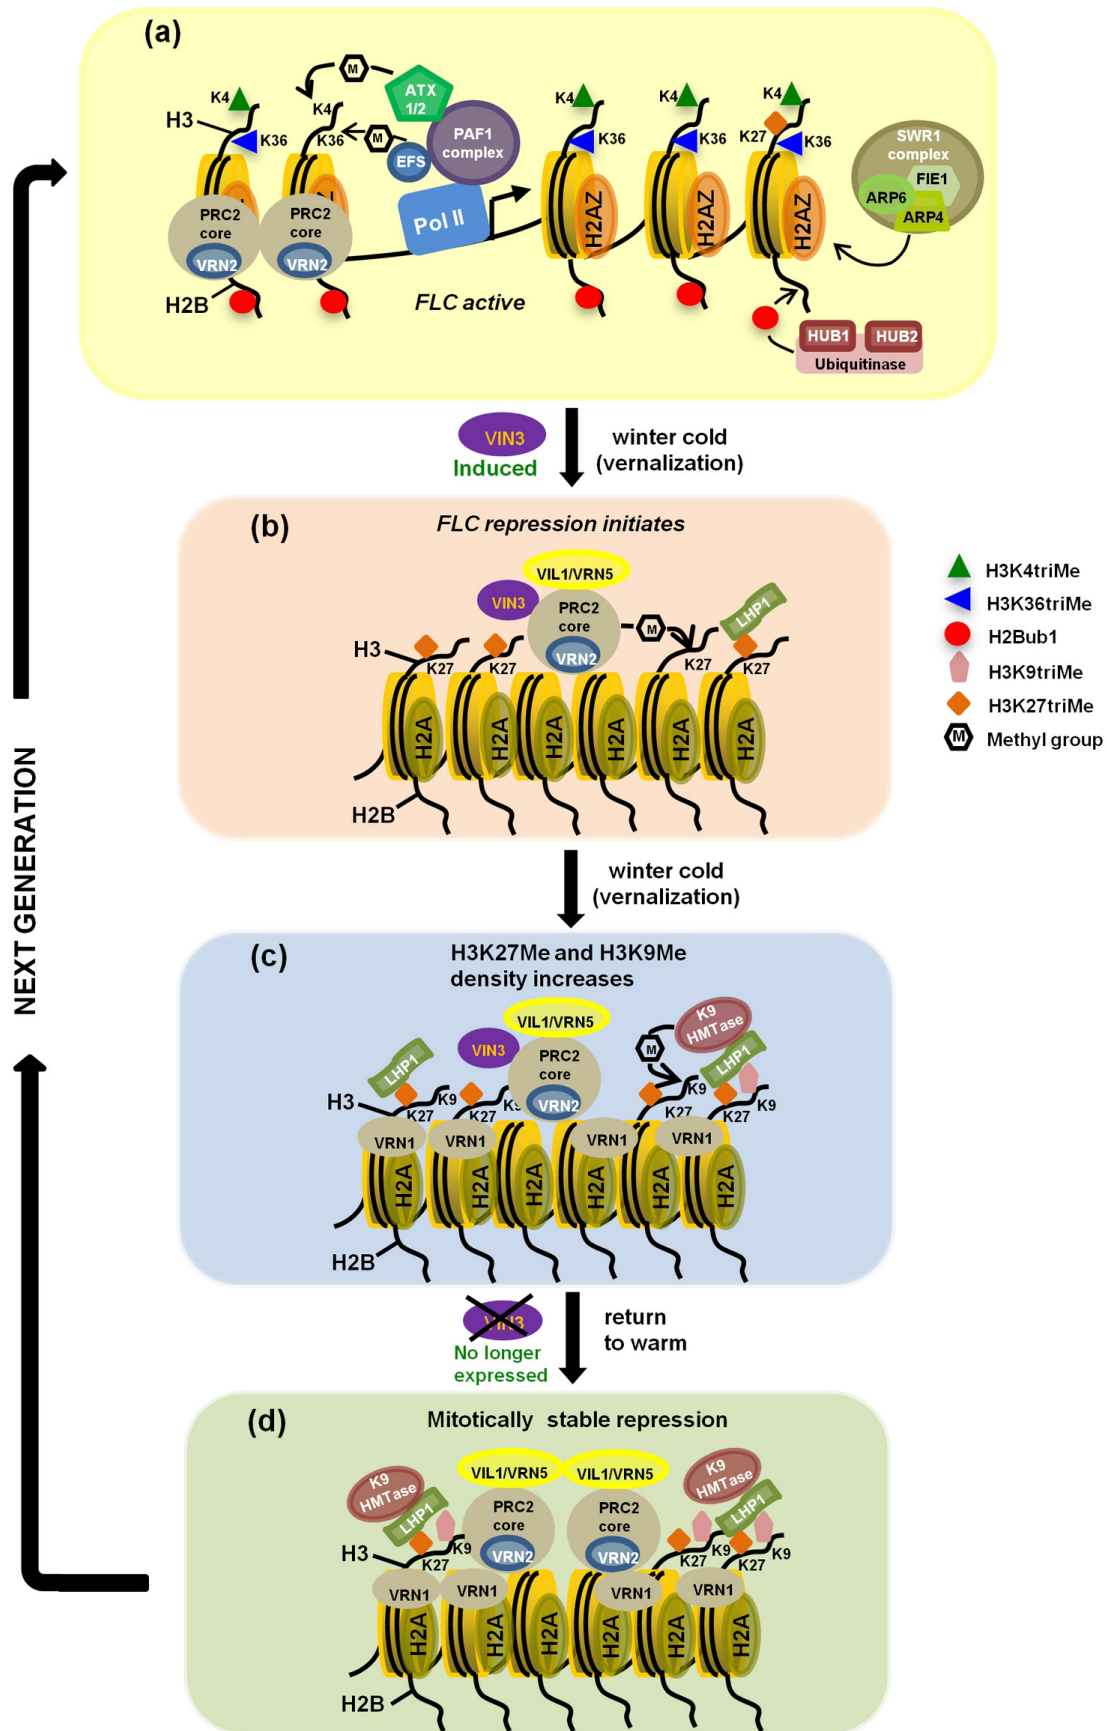 (a)
M
ATX
1/2
K4
K4
H3
K36
K36
M
EFS
PAF1
complex
K4
K36
K4
K36
K4
K27
K36
SWR1
complex
FIE1
ARP6
ARP4
PRC2
core
VRN2
PRC2
core
VRN2
Pol II
H2AZ
H2AZ
H2AZ
H2B
FLC active
HUB1
HUB2
Ubiquitinase
VIN3
Induced
winter cold
(vernalization)
(b)
FLC repression initiates
VIL1/VRN5
VIN3
PRC2
core
VRN2
M
LHP1
H3
K27
K27
K27
K27
H2A
H2A
H2A
H2A
H2A
H2A
H2B
H3K4triMe
H3K36triMe
H2Bub1
H3K9triMe
H3K27triMe
M
Methyl group
NEXT GENERATION
winter cold
(vernalization)
(c)
H3K27Me and H3K9Me
density increases
VIL1/VRN5
VIN3
PRC2
core
VRN2
M
K9
HMTase
LHP1
LHP1
H3
K27
K9
K27
K9
K27
K9
K27
K9
VRN1
VRN1
VRN1
VRN1
H2A
H2A
H2A
H2A
H2A
H2A
H2B
VIN3
No longer
expressed
return
to warm
(d)
Mitotically stable repression
VIL1/VRN5
VIL1/VRN5
K9
HMTase
LHP1
PRC2
core
VRN2
PRC2
core
VRN2
K9
HMTase
LHP1
H3
K27
K9
K27
K9
K27
K9
VRN1
VRN1
VRN1
VRN1
H2A
H2A
H2A
H2A
H2A
H2A
H2B